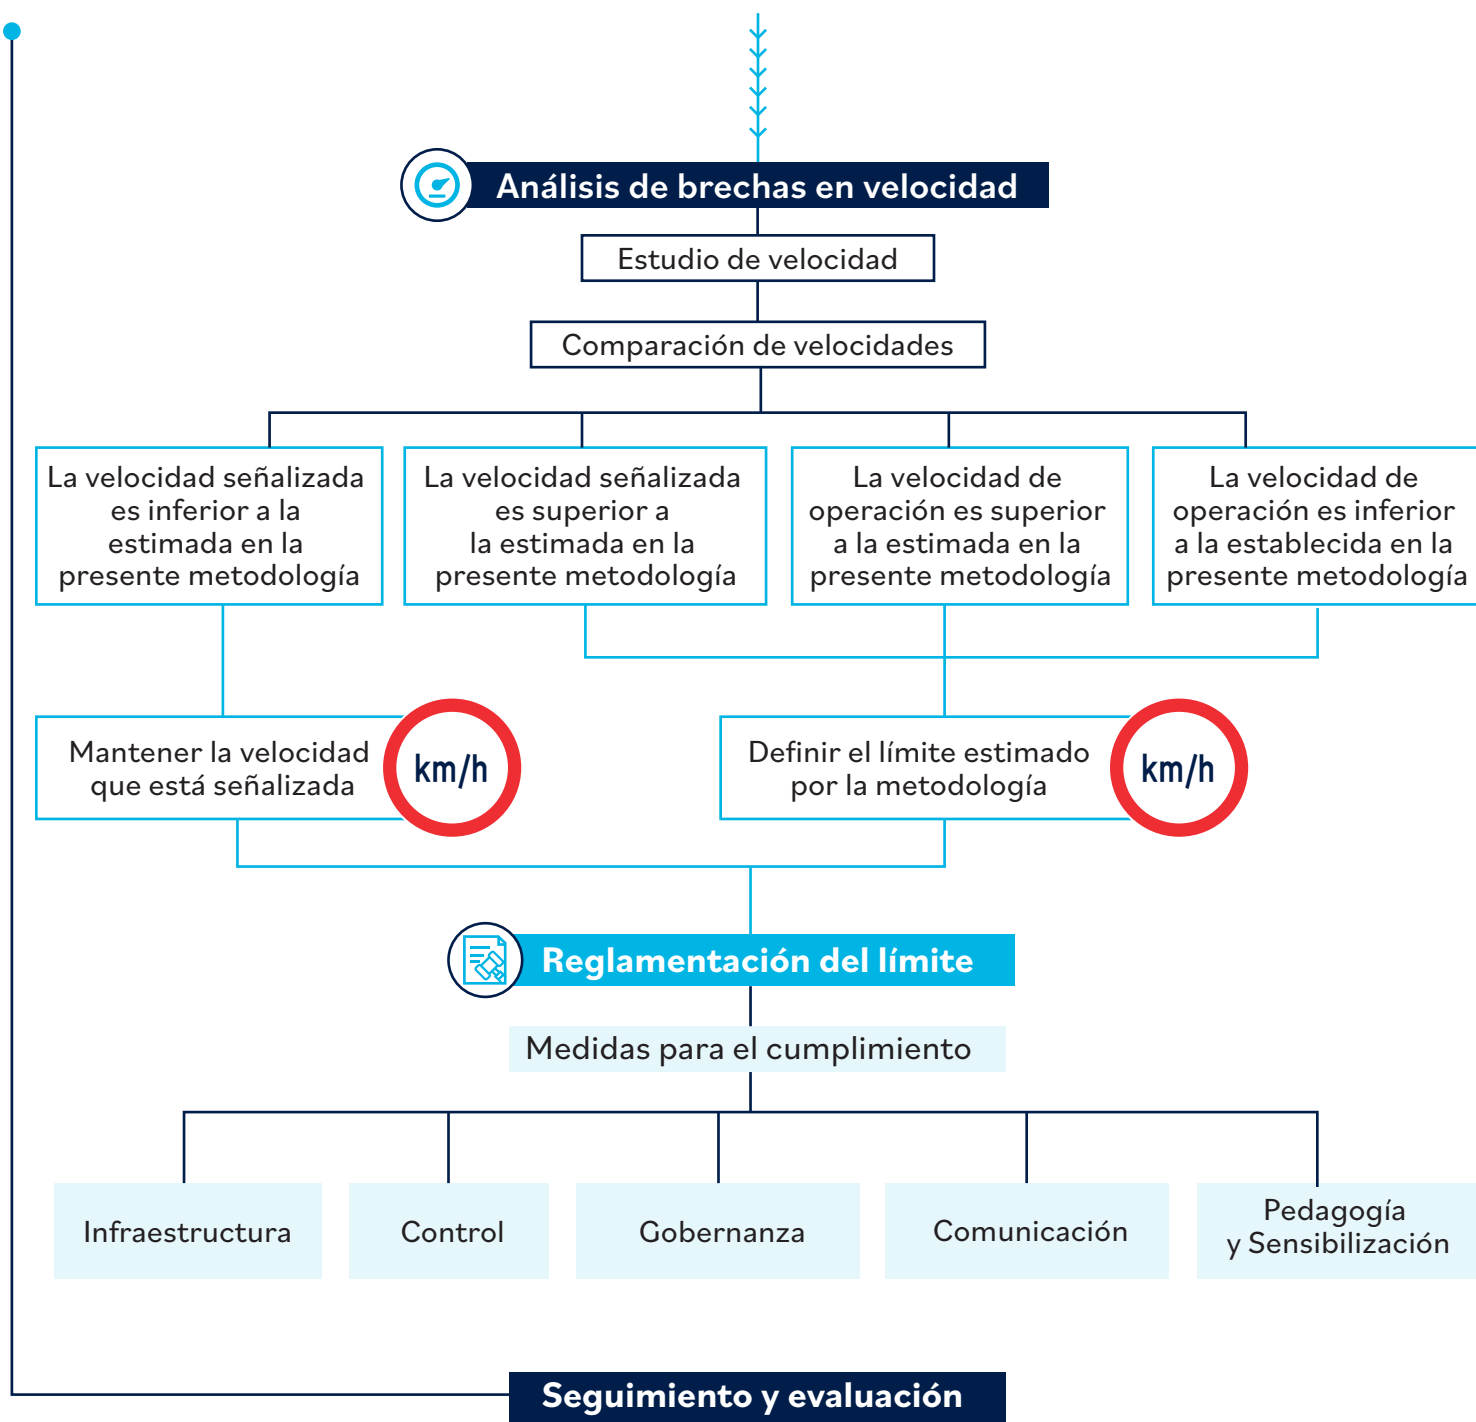 Análisis de brechas en velocidad
Estudio de velocidad
Comparación de velocidades
La velocidad señalizada
es inferior a la
estimada en la
presente metodología
La velocidad señalizada
es superior a
la estimada en la
presente metodología
La velocidad de
operación es superior
a la estimada en la
presente metodología
La velocidad de
operación es inferior
a la establecida en la
presente metodología
Mantener la velocidad
que está señalizada
km/h
Definir el límite estimado
por la metodología
km/h
Reglamentación del límite
Medidas para el cumplimiento
Infraestructura
Control
Gobernanza
Comunicación
Pedagogía
y Sensibilización
Seguimiento y evaluación